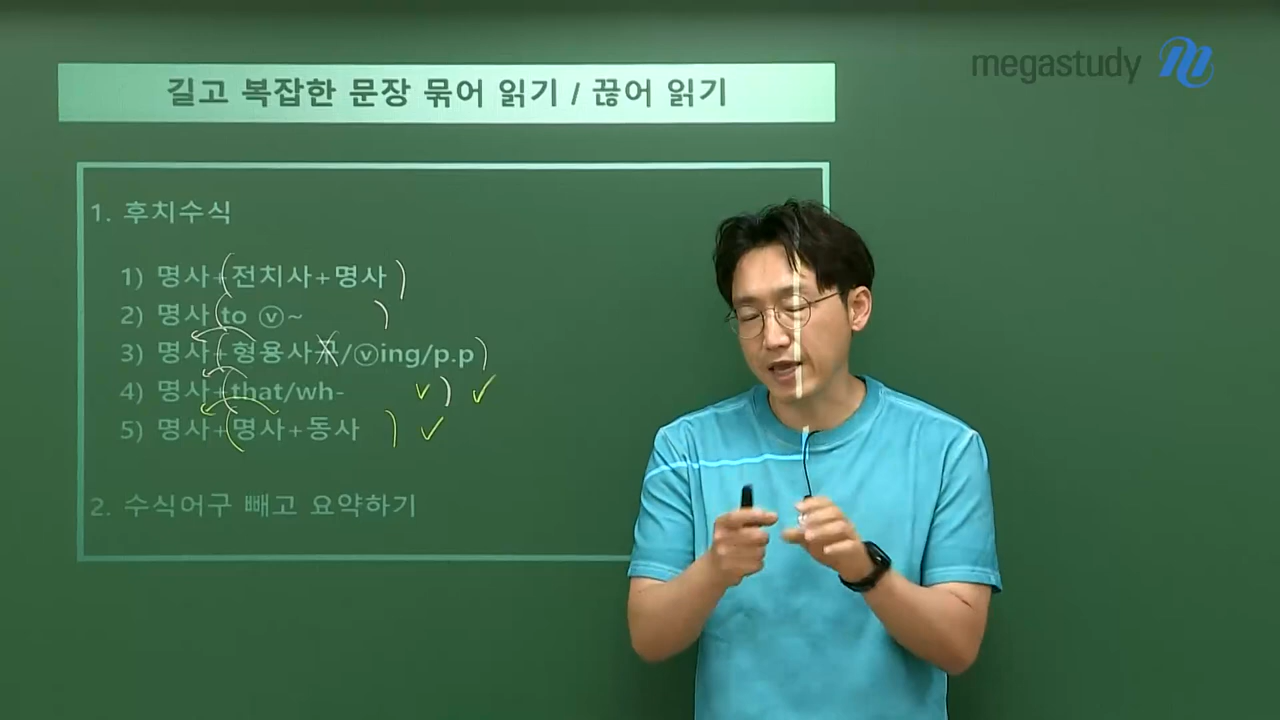 megastudy
길고 복잡한 문장 묶어 읽기 / 끊어 읽기
1. 후치수식
1) 명사+(전치사+명사)
2) 명사(to ⓥ~ )
3) 명사+(형용사구/ⓥing/p.p)
4) 명사+(that/wh- v) ✓
5) 명사+(명사+동사 ) ✓
2. 수식어구 빼고 요약하기